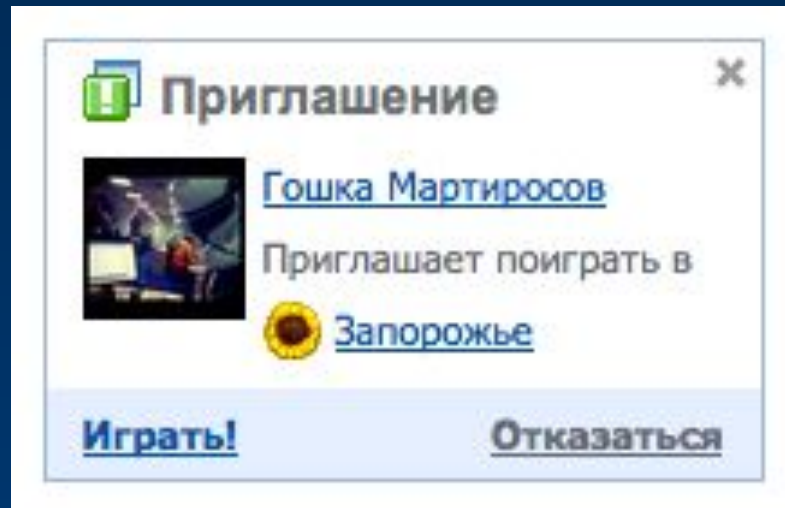 Приглашение
Гошка Мартиросов
Приглашает поиграть в
Запорожье
Играть! Отказаться